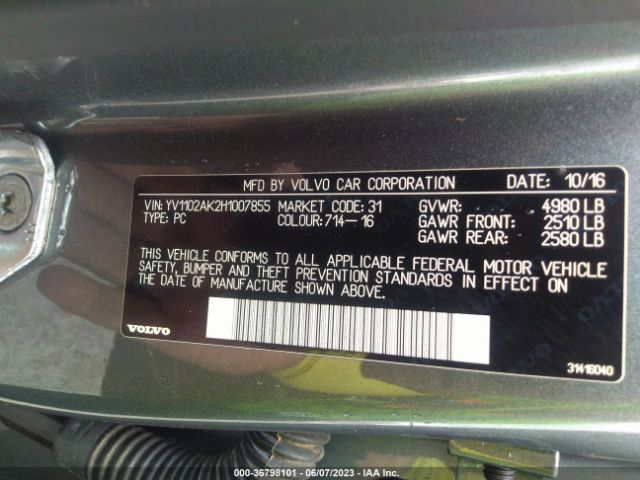 MFD BY VOLVO CAR CORPORATION DATE: 10/16
VIN: YV1102AK2H1007855 MARKET CODE: 31 GVWR: 4980 LB
TYPE: PC COLOUR: 714-16 GAWR FRONT: 2510 LB
GAWR REAR: 2580 LB
THIS VEHICLE CONFORMS TO ALL APPLICABLE FEDERAL MOTOR VEHICLE
SAFETY, BUMPER AND THEFT PREVENTION STANDARDS IN EFFECT ON
THE DATE OF MANUFACTURE SHOWN ABOVE.
VOLVO
31416040
000-36798101 - 06/07/2023 - IAA Inc.